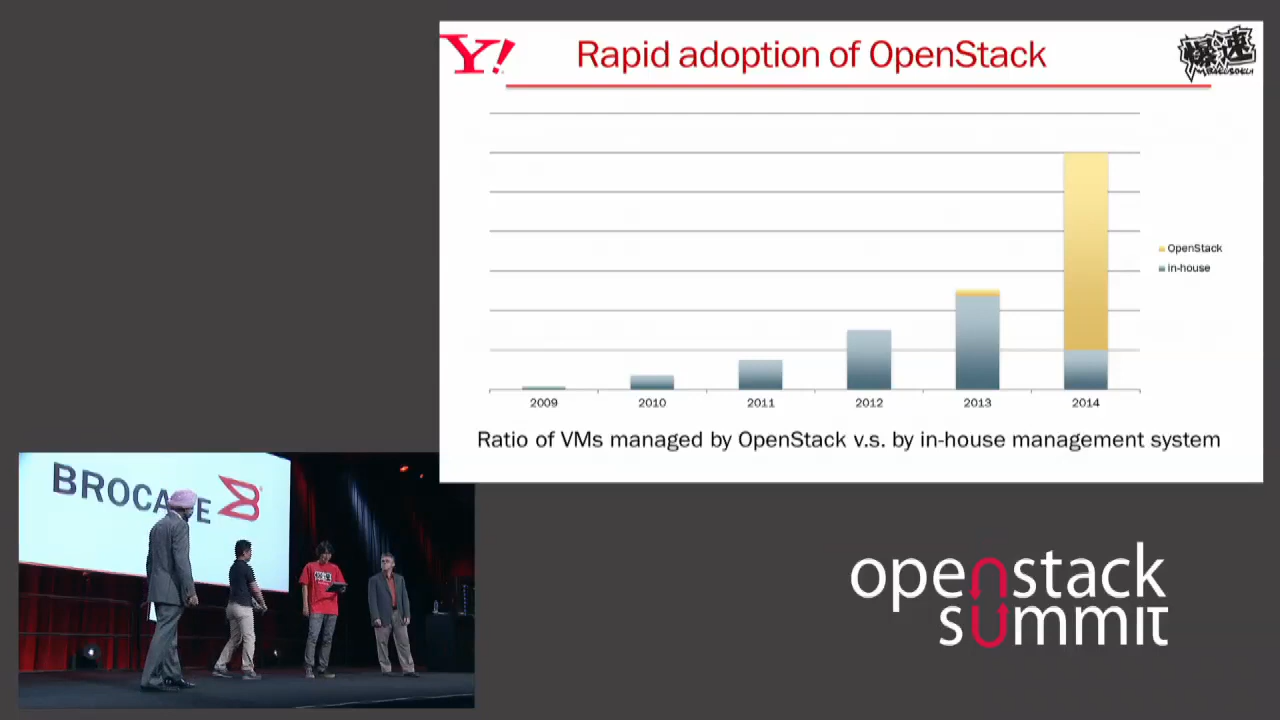 Y!
Rapid adoption of OpenStack
爆速
BAKUSOKU
OpenStack
in-house
2009
2010
2011
2012
2013
2014
Ratio of VMs managed by OpenStack v.s. by in-house management system
BROCADE
openstack
summit